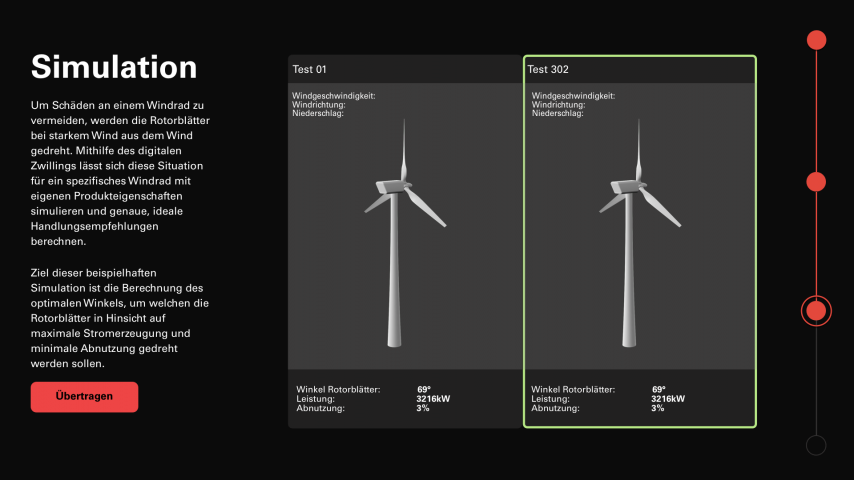 Simulation
Um Schäden an einem Windrad zu
vermeiden, werden die Rotorblätter
bei starkem Wind aus dem Wind
gedreht. Mithilfe des digitalen
Zwillings lässt sich diese Situation
für ein spezifisches Windrad mit
eigenen Produkteigenschaften
simulieren und genaue, ideale
Handlungsempfehlungen
berechnen.
Ziel dieser beispielhaften
Simulation ist die Berechnung des
optimalen Winkels, um welchen die
Rotorblätter in Hinsicht auf
maximale Stromerzeugung und
minimale Abnutzung gedreht
werden sollen.
Übertragen
Test 01
Windgeschwindigkeit:
Windrichtung:
Niederschlag:
Winkel Rotorblätter: 69°
Leistung: 3216kW
Abnutzung: 3%
Test 302
Windgeschwindigkeit:
Windrichtung:
Niederschlag:
Winkel Rotorblätter: 69°
Leistung: 3216kW
Abnutzung: 3%